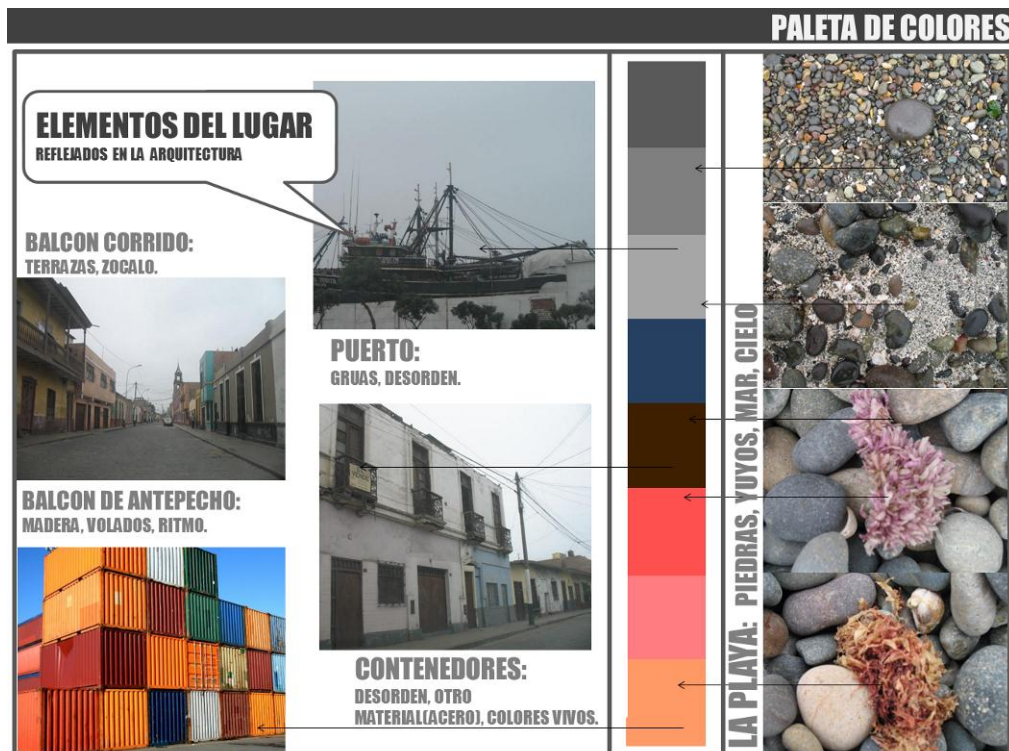 PALETA DE COLORES
ELEMENTOS DEL LUGAR
REFLEJADOS EN LA ARQUITECTURA
BALCON CORRIDO:
TERRAZAS, ZOCALO.
PUERTO:
GRUAS, DESORDEN.
BALCON DE ANTEPECHO:
MADERA, VOLADOS, RITMO.
CONTENEDORES:
DESORDEN, OTRO
MATERIAL(ACERO), COLORES VIVOS.
LA PLAYA: PIEDRAS, YUYOS, MAR, CIELO